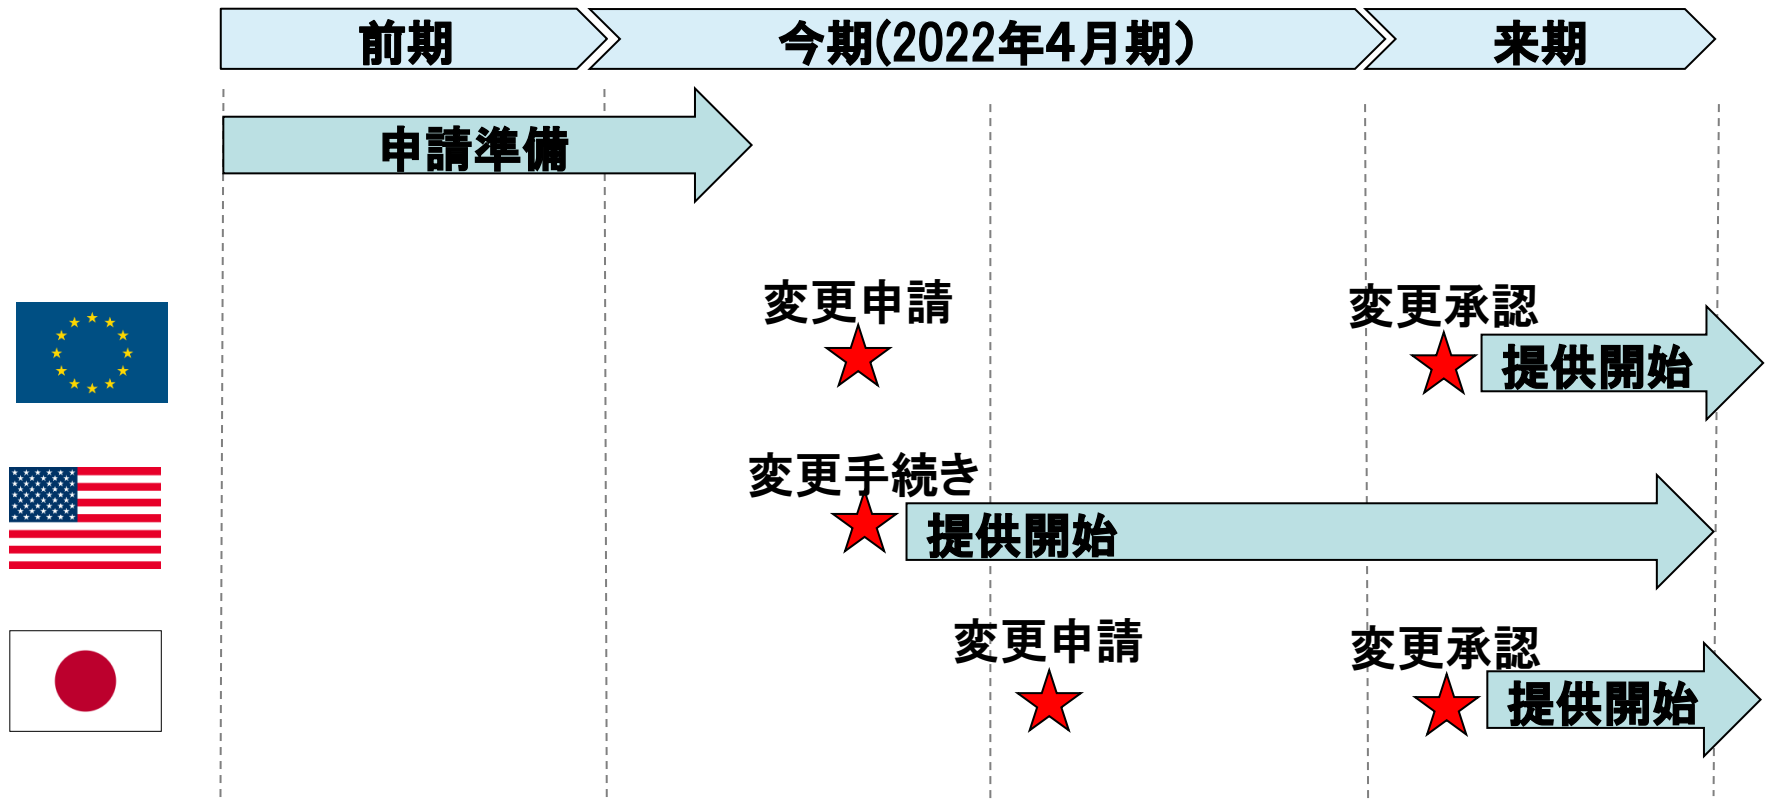 前期
今期(2022年4月期)
来期
申請準備
変更申請
変更承認
提供開始
変更手続き
提供開始
変更申請
変更承認
提供開始